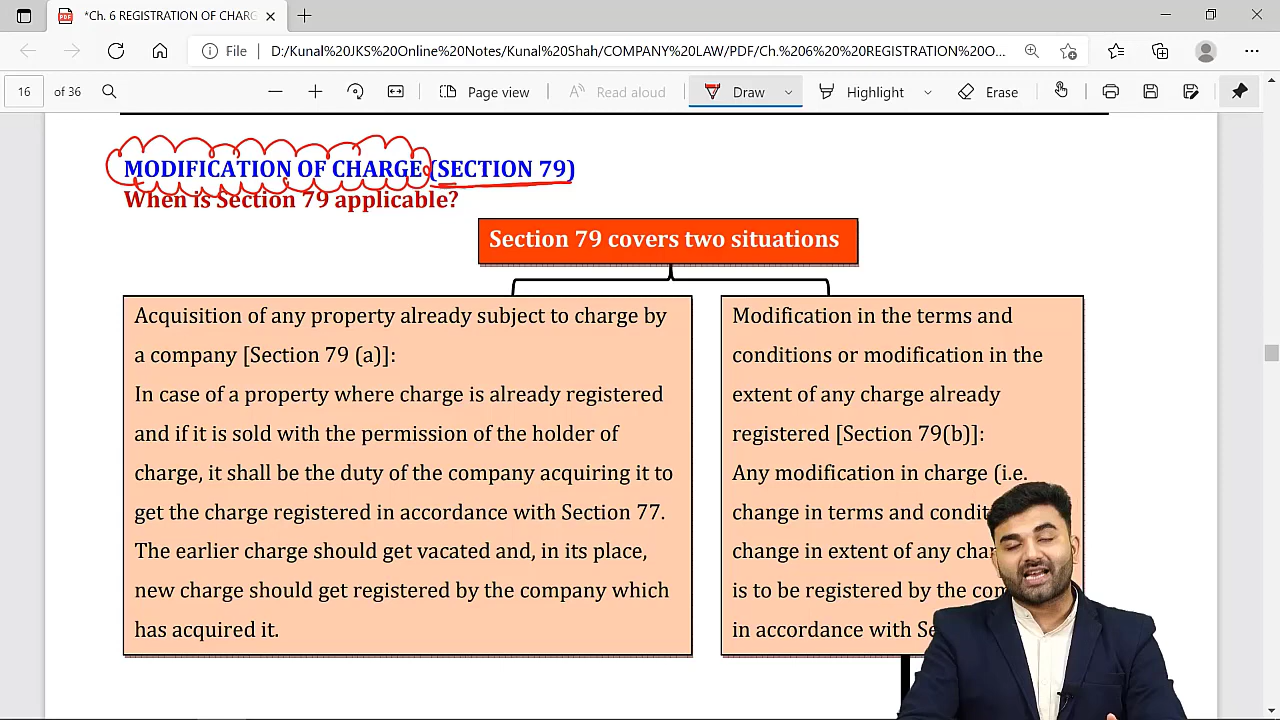 *Ch. 6 REGISTRATION OF CHARG
File
D:/Kunal%20JKS%20Online%20Notes/Kunal%20Shah/COMPANY%20LAW/PDF/Ch.%206%20%20REGISTRATION%20O...
16 of 36
Page view
Read aloud
Draw
Highlight
Erase
MODIFICATION OF CHARGE (SECTION 79)
When is Section 79 applicable?
Section 79 covers two situations
Acquisition of any property already subject to charge by
a company [Section 79 (a)]:
In case of a property where charge is already registered
and if it is sold with the permission of the holder of
charge, it shall be the duty of the company acquiring it to
get the charge registered in accordance with Section 77.
The earlier charge should get vacated and, in its place,
new charge should get registered by the company which
has acquired it.
Modification in the terms and
conditions or modification in the
extent of any charge already
registered [Section 79(b)]:
Any modification in charge (i.e.
change in terms and
change in extent of any
is to be registered by the
in accordance with